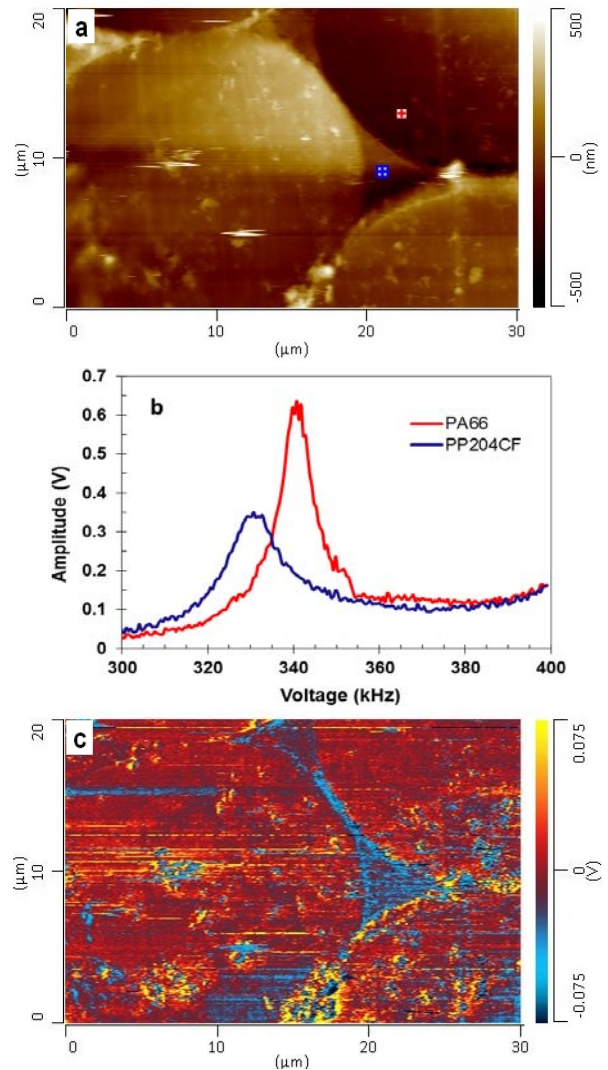 a
20
10
0
(μm)
0 10 20 30
(μm)
500
0
-500
(nm)
b
0.7
0.6
0.5
0.4
0.3
0.2
0.1
0
Amplitude (V)
PA66
PP204CF
300 320 340 360 380 400
Voltage (kHz)
c
20
10
0
(μm)
0 10 20 30
(μm)
0.075
0
-0.075
(V)